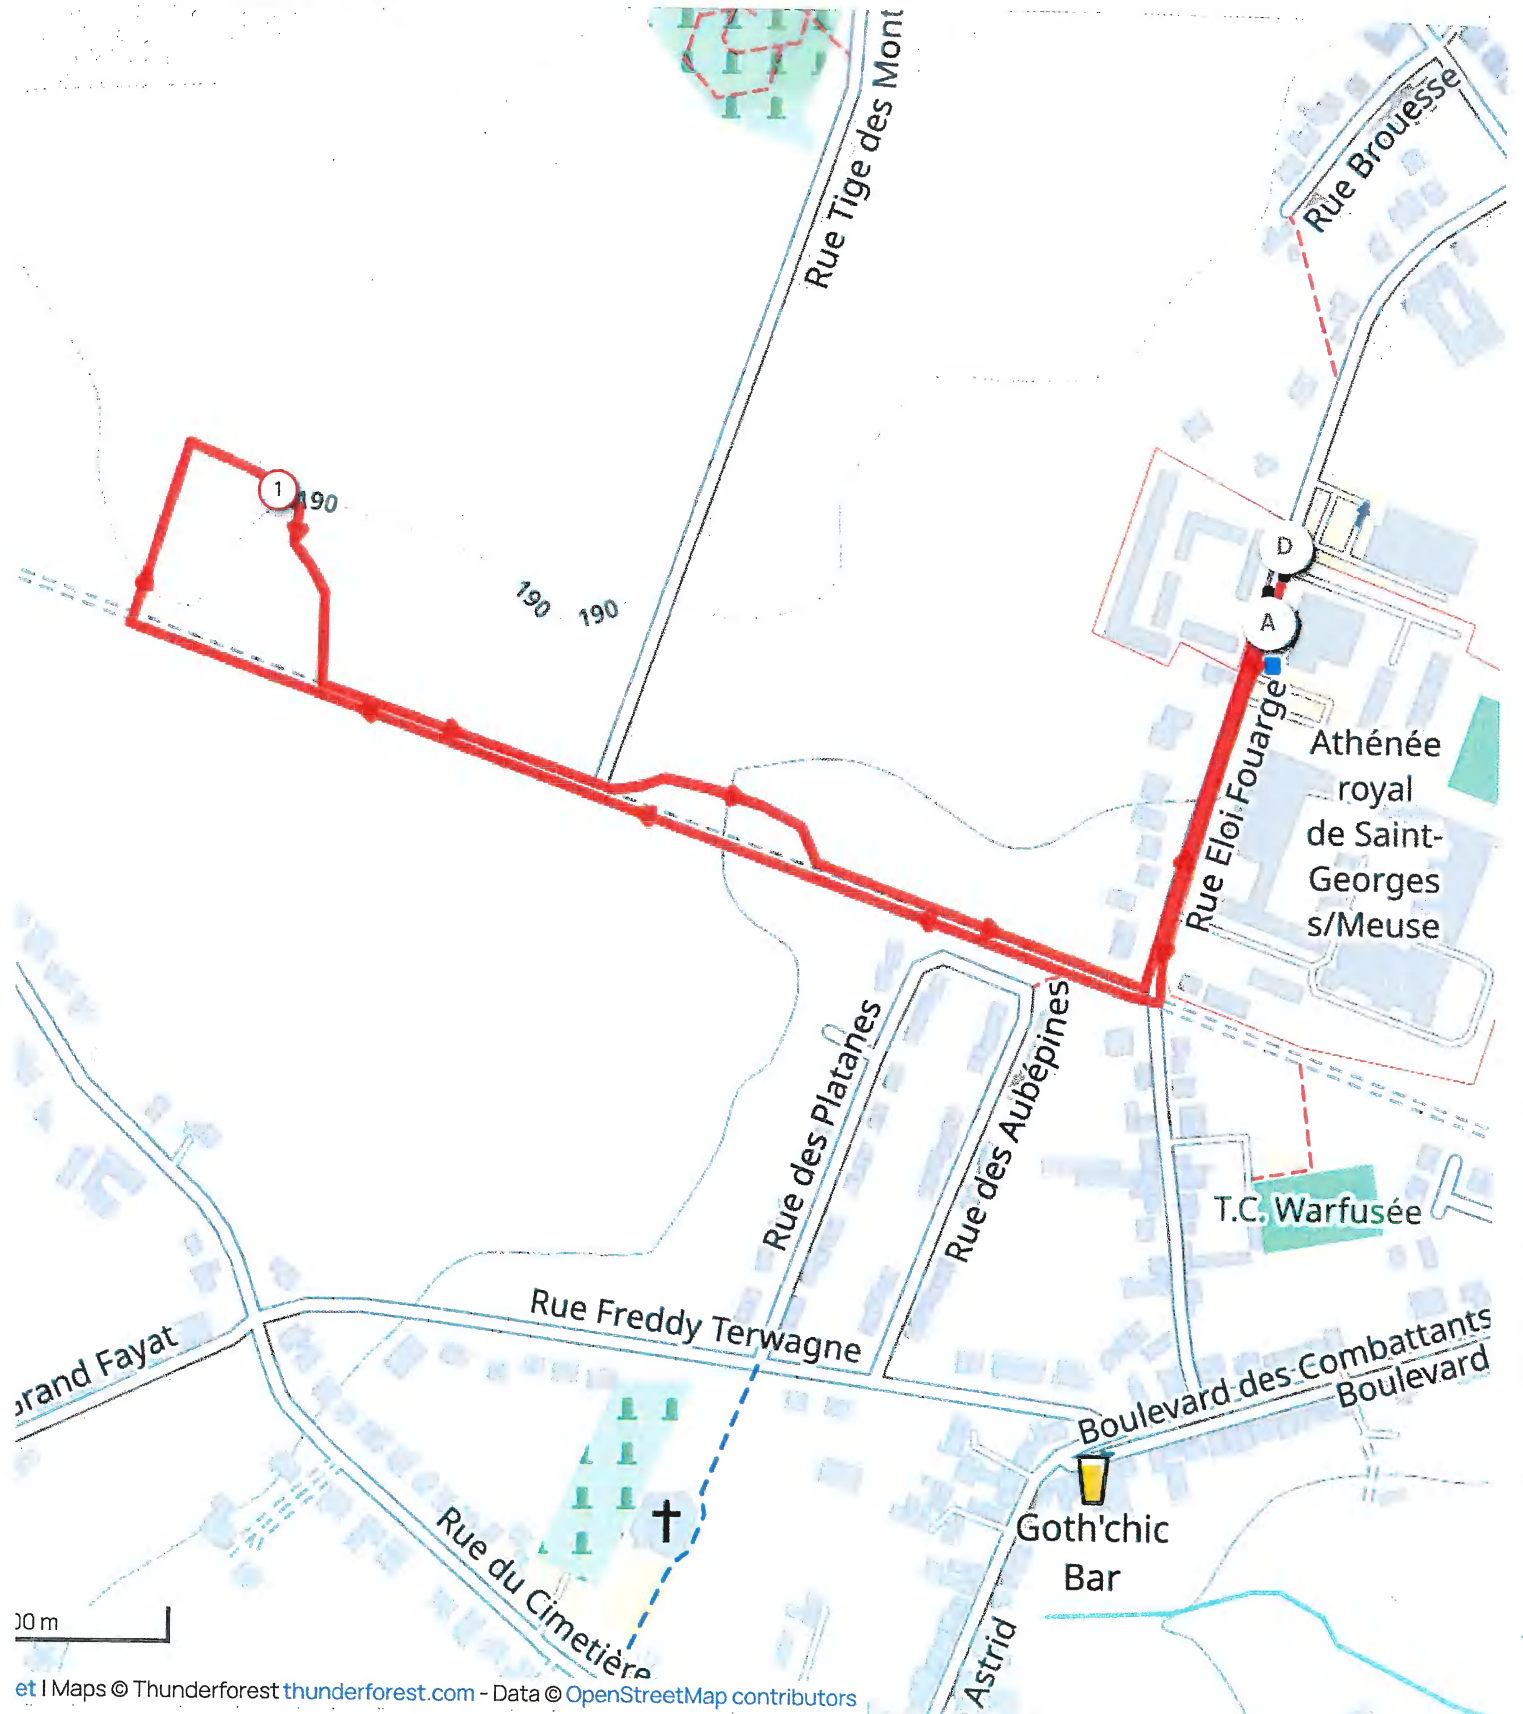 Rue Tige des Mont
Rue Brouesse
1
190
190
190
D
A
Rue Eloi Fouarge
Athénée
royal
de Saint-
Georges
s/Meuse
Rue des Platanes
Rue des Aubépines
T.C. Warfusée
Rue Freddy Terwagne
Grand Fayat
Boulevard des Combattants
Boulevard
Goth'chic
Bar
Rue du Cimetière
Astrid
00 m
et | Maps © Thunderforest thunderforest.com - Data © OpenStreetMap contributors